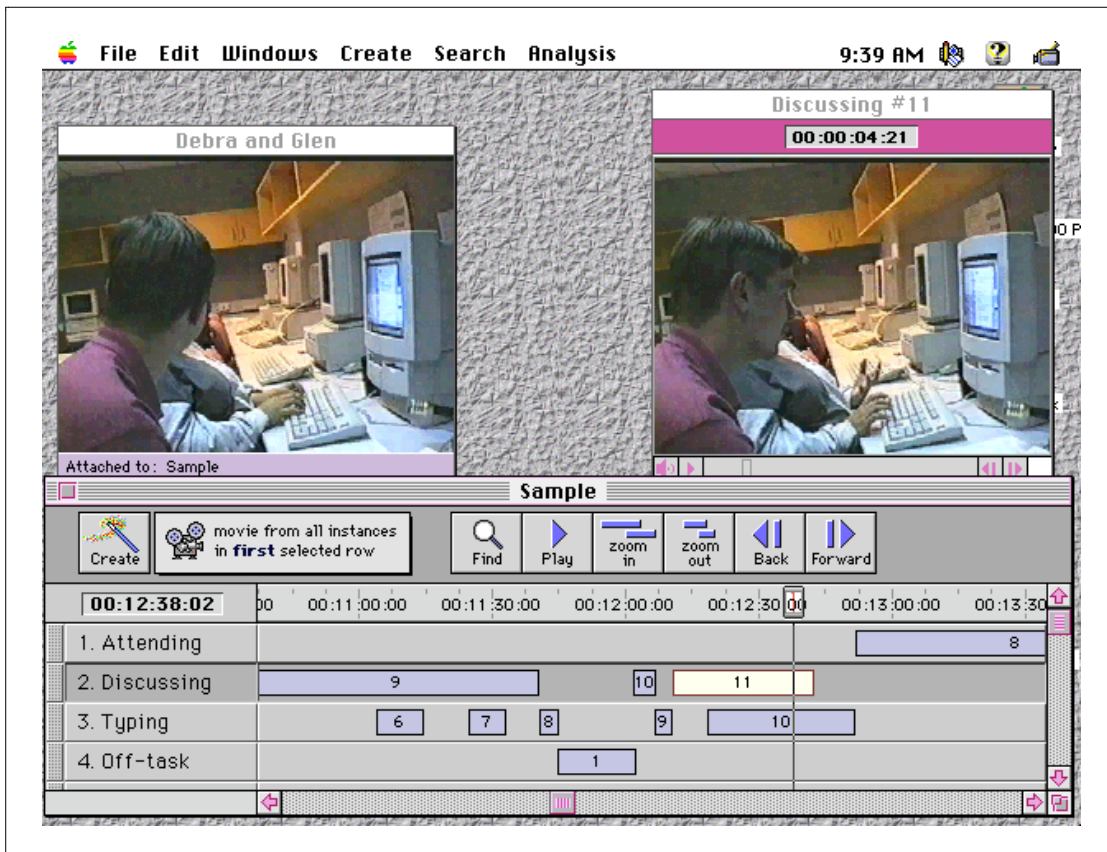 File Edit Windows Create Search Analysis 9:39 AM
Discussing #11
00:00:04:21
Debra and Glen
Attached to: Sample
Sample
Create
movie from all instances
in first selected row
Find
Play
zoom
in
zoom
out
Back
Forward
00:12:38:02
00 00:11:00:00 00:11:30:00 00:12:00:00 00:12:30:00 00:13:00:00 00:13:30
1. Attending 8
2. Discussing 9 10 11
3. Typing 6 7 8 9 10
4. Off-task 1